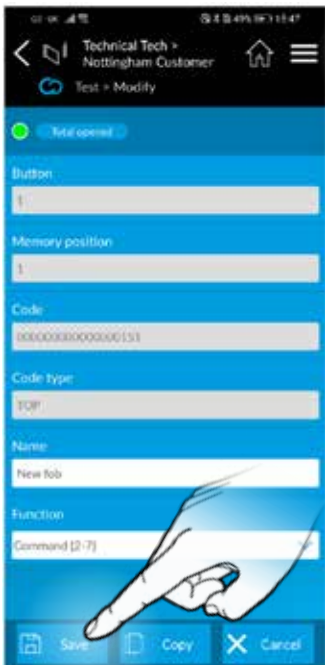 Technical Tech >
Nottingham Customer
Test > Modify
Total opened
Button
1
Memory position
1
Code
Code type
TOP
Name
New fob
Function
Command [2-7]
Save
Copy
Cancel